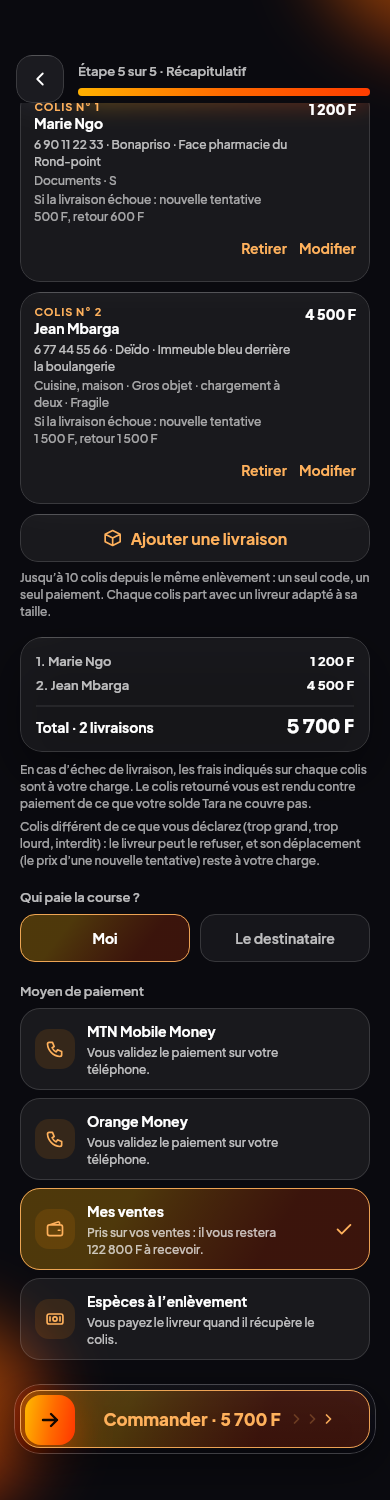 Étape 5 sur 5 · Récapitulatif
COLIS N° 1
1 200 F
Marie Ngo
6 90 11 22 33 · Bonapriso · Face pharmacie du
Rond-point
Documents · S
Si la livraison échoue : nouvelle tentative
500 F, retour 600 F
Retirer Modifier
COLIS N° 2
4 500 F
Jean Mbarga
6 77 44 55 66 · Deïdo · Immeuble bleu derrière
la boulangerie
Cuisine, maison · Gros objet · chargement à
deux · Fragile
Si la livraison échoue : nouvelle tentative
1 500 F, retour 1 500 F
Retirer Modifier
Ajouter une livraison
Jusqu’à 10 colis depuis le même enlèvement : un seul code, un
seul paiement. Chaque colis part avec un livreur adapté à sa
taille.
1. Marie Ngo 1 200 F
2. Jean Mbarga 4 500 F
Total · 2 livraisons 5 700 F
En cas d’échec de livraison, les frais indiqués sur chaque colis
sont à votre charge. Le colis retourné vous est rendu contre
paiement de ce que votre solde Tara ne couvre pas.
Colis différent de ce que vous déclarez (trop grand, trop
lourd, interdit) : le livreur peut le refuser, et son déplacement
(le prix d’une nouvelle tentative) reste à votre charge.
Qui paie la course ?
Moi Le destinataire
Moyen de paiement
MTN Mobile Money
Vous validez le paiement sur votre
téléphone.
Orange Money
Vous validez le paiement sur votre
téléphone.
Mes ventes
Pris sur vos ventes : il vous restera
122 800 F à recevoir.
Espèces à l’enlèvement
Vous payez le livreur quand il récupère le
colis.
Commander · 5 700 F